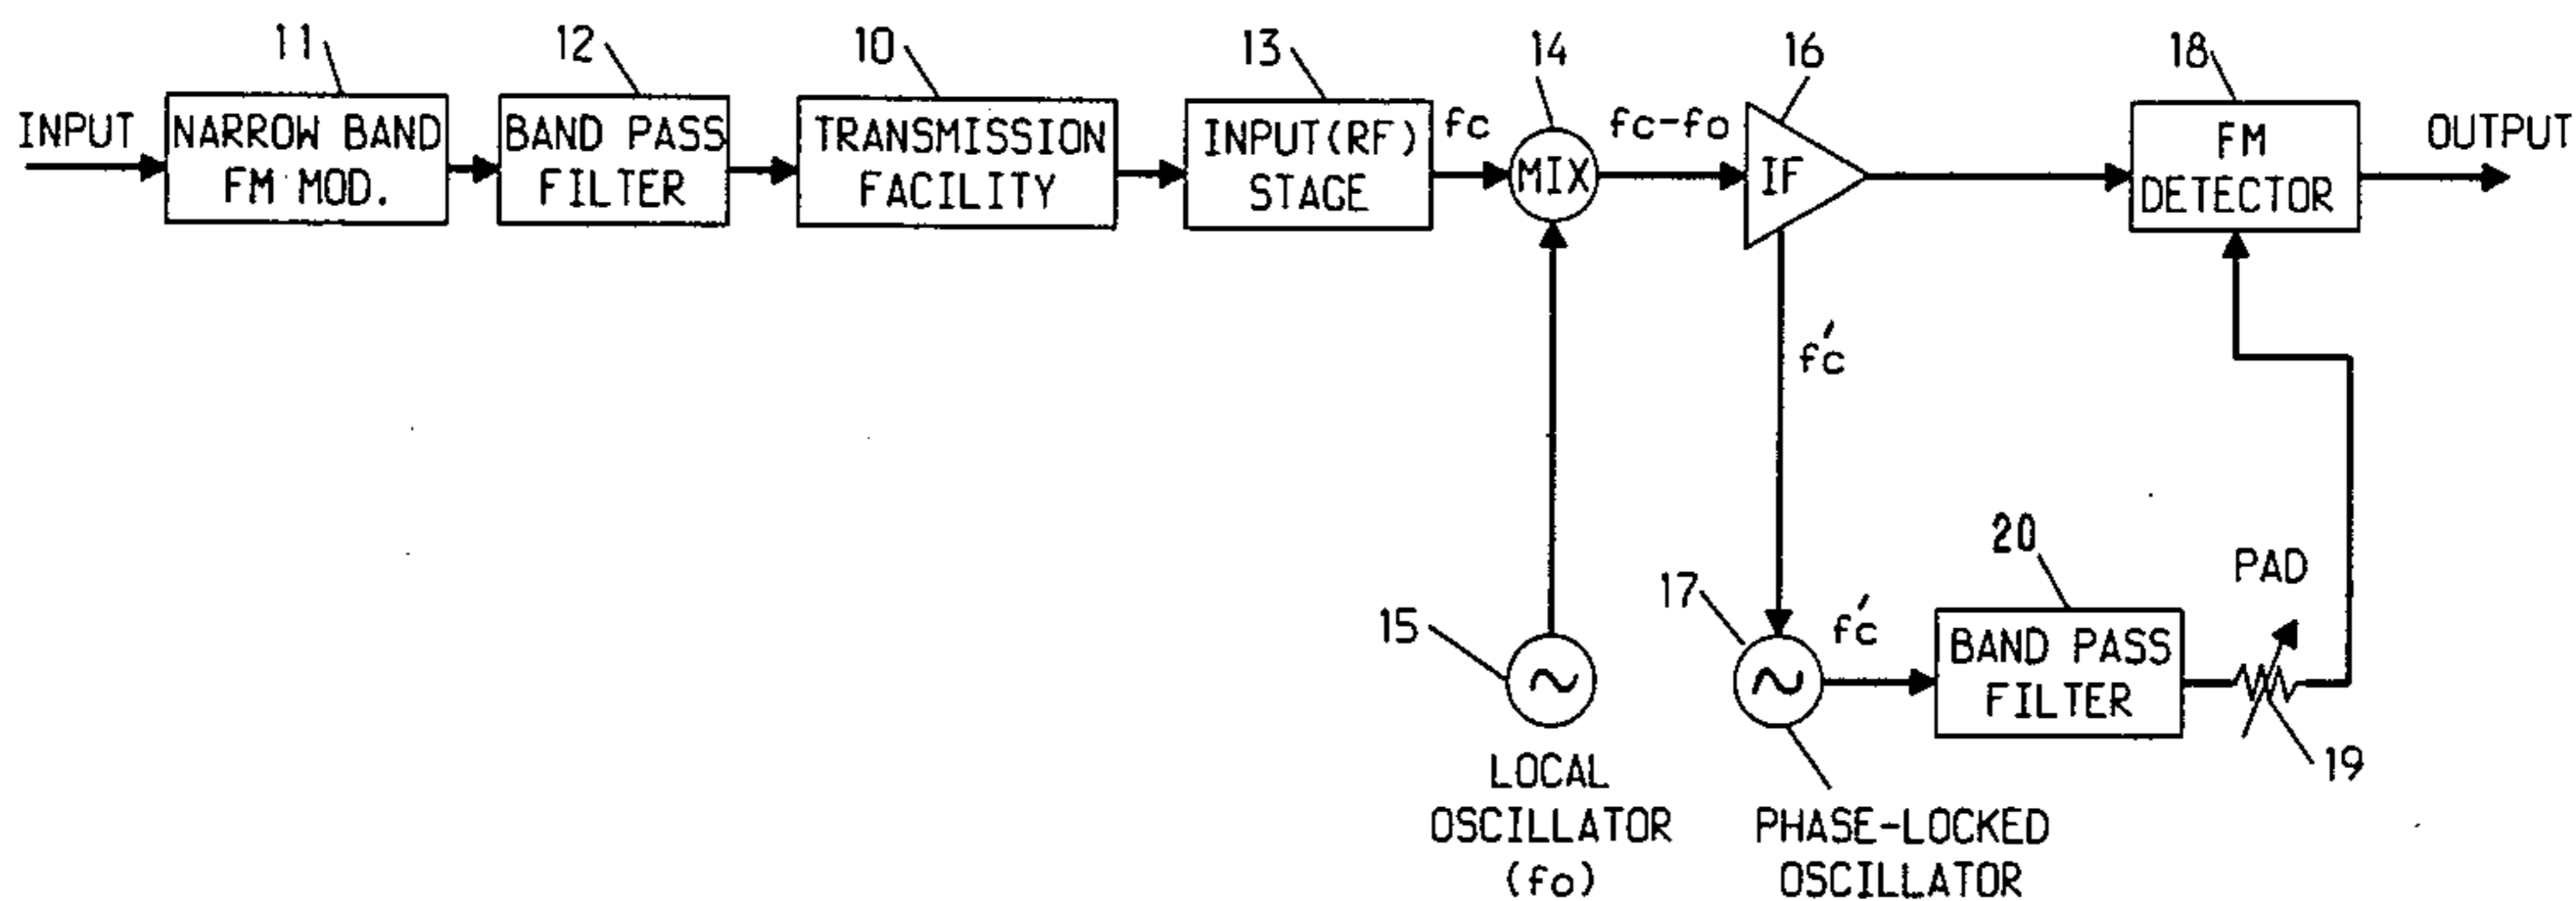 11
12
10
13
14
16
18
INPUT
NARROW BAND
FM MOD.
BAND PASS
FILTER
TRANSMISSION
FACILITY
INPUT(RF)
STAGE
fc
MIX
fc-fo
IF
FM
DETECTOR
OUTPUT
f'c
15
17
f'c
20
BAND PASS
FILTER
PAD
19
LOCAL
OSCILLATOR
(fo)
PHASE-LOCKED
OSCILLATOR